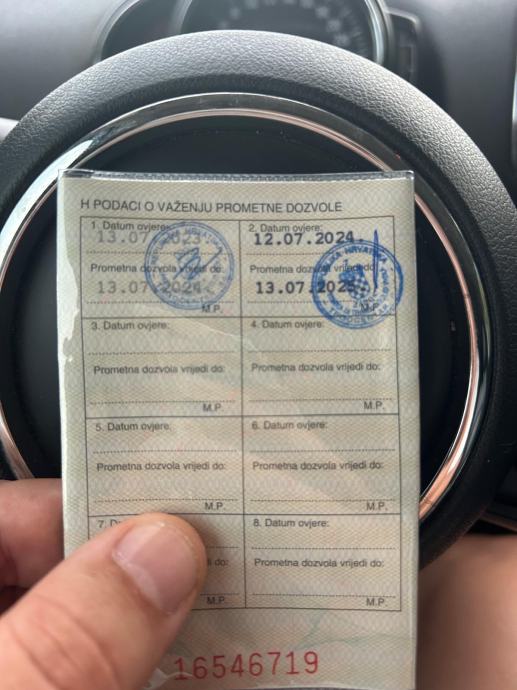 H PODACI O VAŽENJU PROMETNE DOZVOLE
1. Datum ovjere:
13.07.2023.
Prometna dozvola vrijedi do:
13.07.2024.
M.P.
2. Datum ovjere:
12.07.2024.
Prometna dozvola vrijedi do:
13.07.2025.
M.P.
3. Datum ovjere:
Prometna dozvola vrijedi do:
M.P.
4. Datum ovjere:
Prometna dozvola vrijedi do:
M.P.
5. Datum ovjere:
Prometna dozvola vrijedi do:
M.P.
6. Datum ovjere:
Prometna dozvola vrijedi do:
M.P.
7.
do:
M.P.
8. Datum ovjere:
Prometna dozvola vrijedi do:
M.P.
16546719